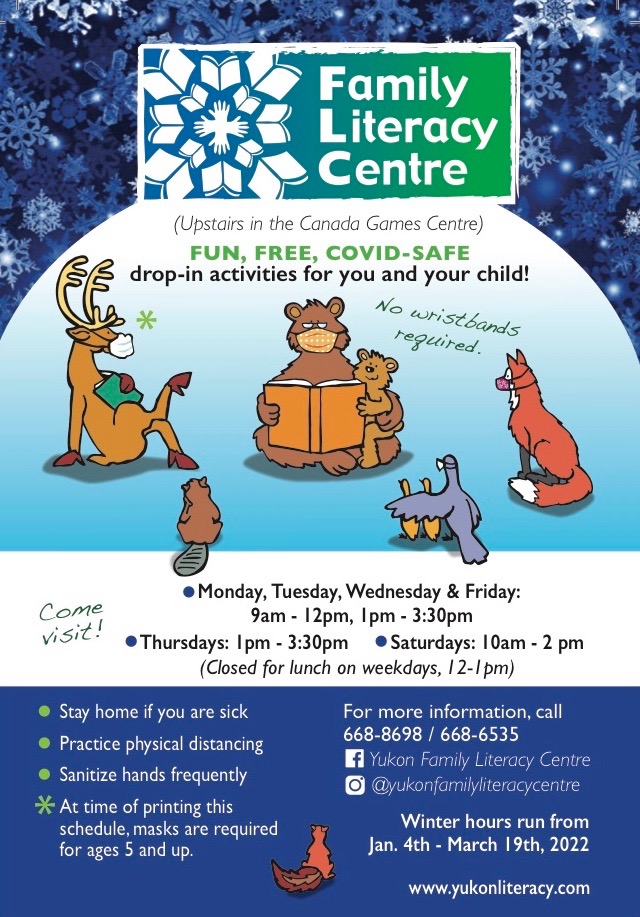 Family
Literacy
Centre
(Upstairs in the Canada Games Centre)
FUN, FREE, COVID-SAFE
drop-in activities for you and your child!
*
No wristbands
required.
Come
visit!
• Monday, Tuesday, Wednesday & Friday:
9am - 12pm, 1pm - 3:30pm
• Thursdays: 1pm - 3:30pm • Saturdays: 10am - 2 pm
(Closed for lunch on weekdays, 12-1pm)
• Stay home if you are sick
• Practice physical distancing
• Sanitize hands frequently
* At time of printing this
schedule, masks are required
for ages 5 and up.
For more information, call
668-8698 / 668-6535
Yukon Family Literacy Centre
@yukonfamilyliteracycentre
Winter hours run from
Jan. 4th - March 19th, 2022
www.yukonliteracy.com